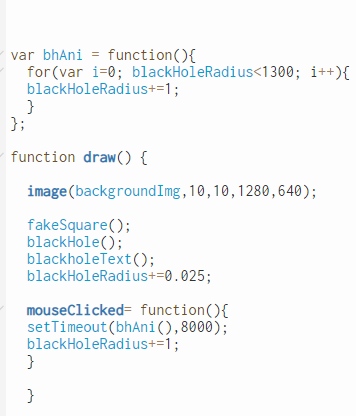 var bhAni = function(){
for(var i=0; blackHoleRadius<1300; i++){
blackHoleRadius+=1;
}
};
function draw() {
image(backgroundImg,10,10,1280,640);
fakeSquare();
blackHole();
blackholeText();
blackHoleRadius+=0.025;
mouseClicked= function(){
setTimeout(bhAni(),8000);
blackHoleRadius+=1;
}
}